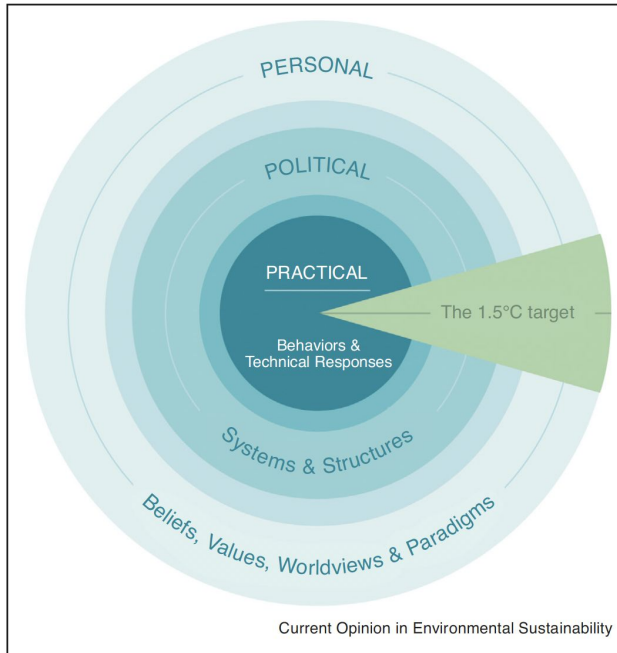 PERSONAL
POLITICAL
PRACTICAL
The 1.5°C target
Behaviors &
Technical Responses
Systems & Structures
Beliefs, Values, Worldviews & Paradigms
Current Opinion in Environmental Sustainability